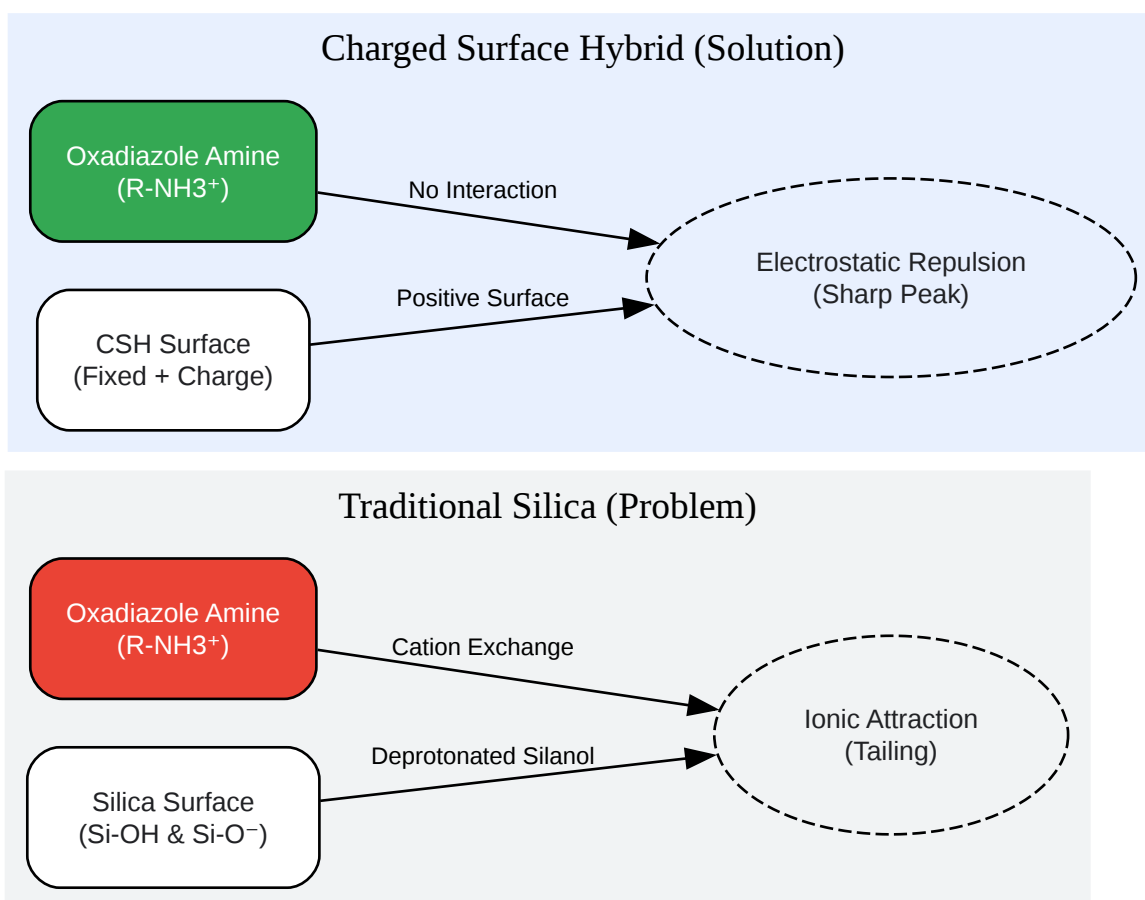 Charged Surface Hybrid (Solution)
Oxadiazole Amine
(R-NH3⁺)
No Interaction
Electrostatic Repulsion
(Sharp Peak)
Positive Surface
CSH Surface
(Fixed + Charge)
Traditional Silica (Problem)
Oxadiazole Amine
(R-NH3⁺)
Cation Exchange
Ionic Attraction
(Tailing)
Deprotonated Silanol
Silica Surface
(Si-OH & Si-O⁻)